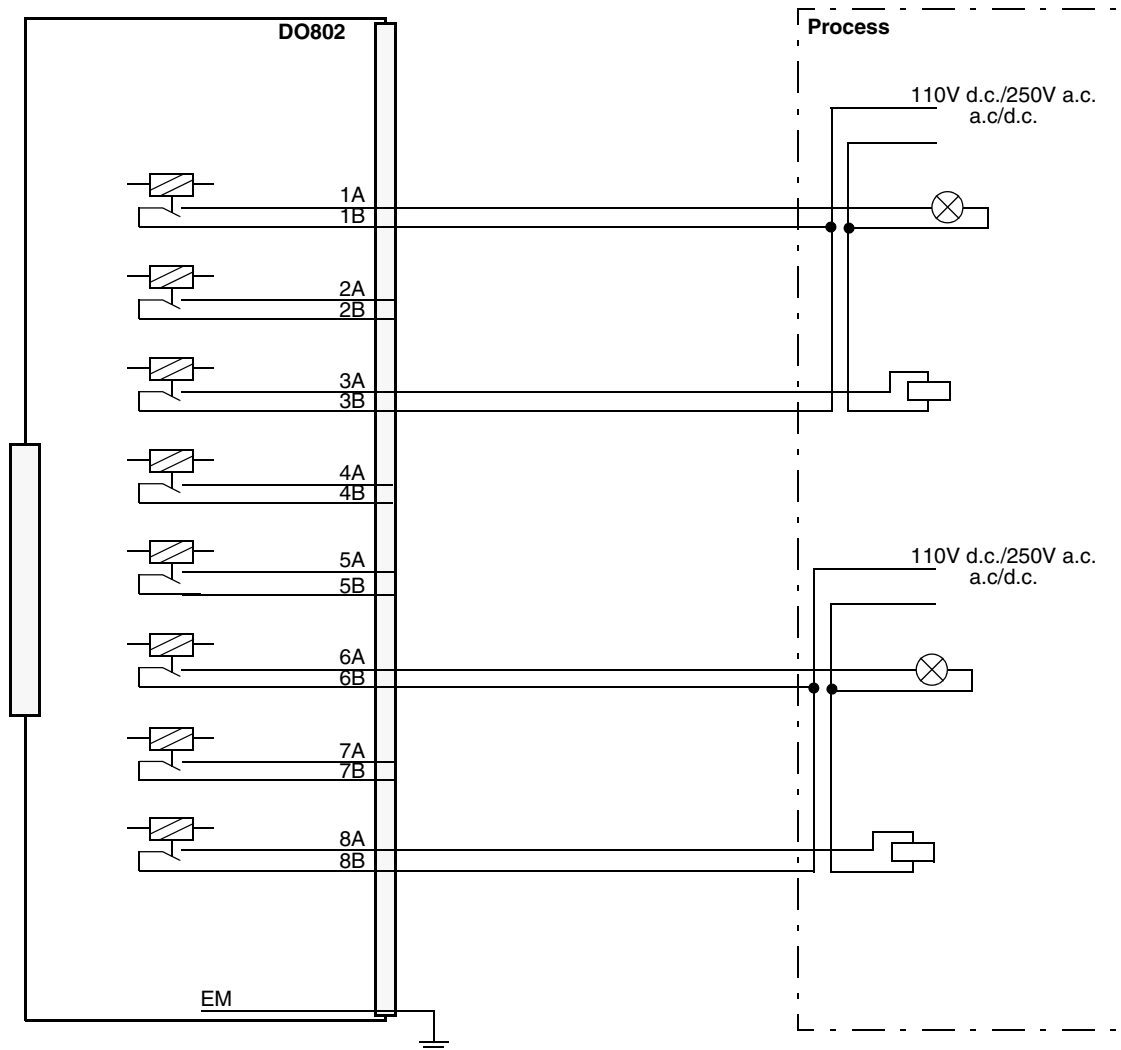 DO802
Process
110V d.c./250V a.c.
a.c/d.c.
1A
1B
2A
2B
3A
3B
4A
4B
5A
5B
110V d.c./250V a.c.
a.c/d.c.
6A
6B
7A
7B
8A
8B
EM